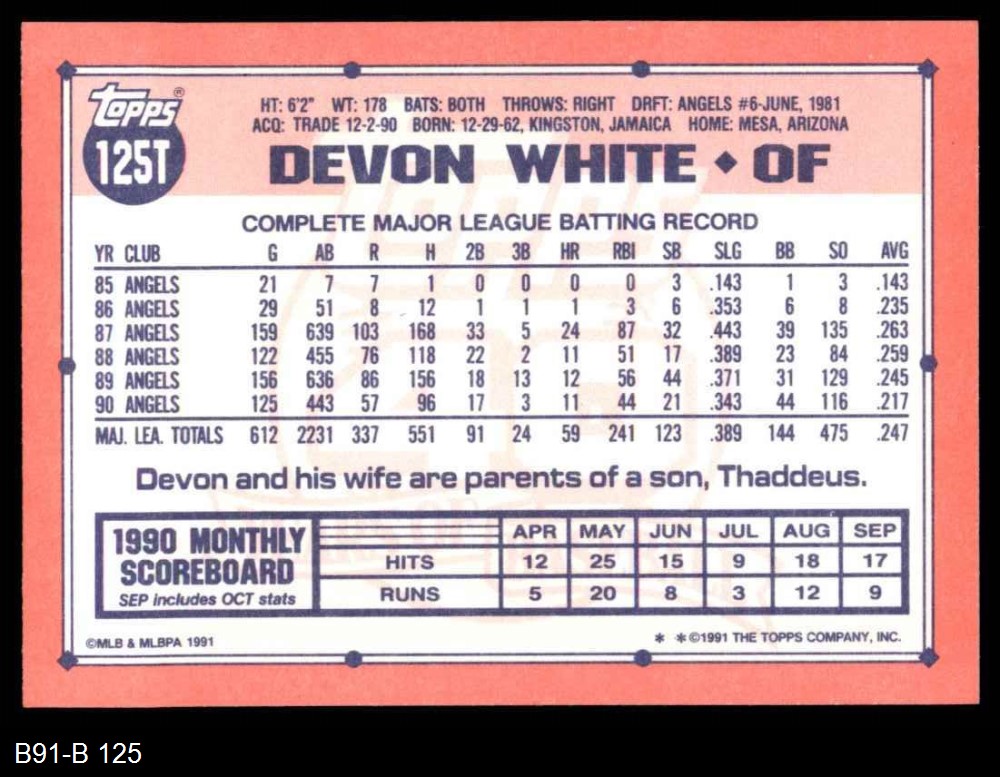 Topps®
125T
HT: 6'2" WT: 178 BATS: BOTH THROWS: RIGHT DRFT: ANGELS #6-JUNE, 1981
ACQ: TRADE 12-2-90 BORN: 12-29-62, KINGSTON, JAMAICA HOME: MESA, ARIZONA
DEVON WHITE ◆ OF
COMPLETE MAJOR LEAGUE BATTING RECORD
YR CLUB G AB R H 2B 3B HR RBI SB SLG BB SO AVG
85 ANGELS 21 7 7 1 0 0 0 0 3 .143 1 3 .143
86 ANGELS 29 51 8 12 1 1 1 3 6 .353 6 8 .235
87 ANGELS 159 639 103 168 33 5 24 87 32 .443 39 135 .263
88 ANGELS 122 455 76 118 22 2 11 51 17 .389 23 84 .259
89 ANGELS 156 636 86 156 18 13 12 56 44 .371 31 129 .245
90 ANGELS 125 443 57 96 17 3 11 44 21 .343 44 116 .217
MAJ. LEA. TOTALS 612 2231 337 551 91 24 59 241 123 .389 144 475 .247
Devon and his wife are parents of a son, Thaddeus.
1990 MONTHLY
SCOREBOARD
SEP includes OCT stats
APR MAY JUN JUL AUG SEP
HITS 12 25 15 9 18 17
RUNS 5 20 8 3 12 9
©MLB & MLBPA 1991
* *©1991 THE TOPPS COMPANY, INC.
B91-B 125